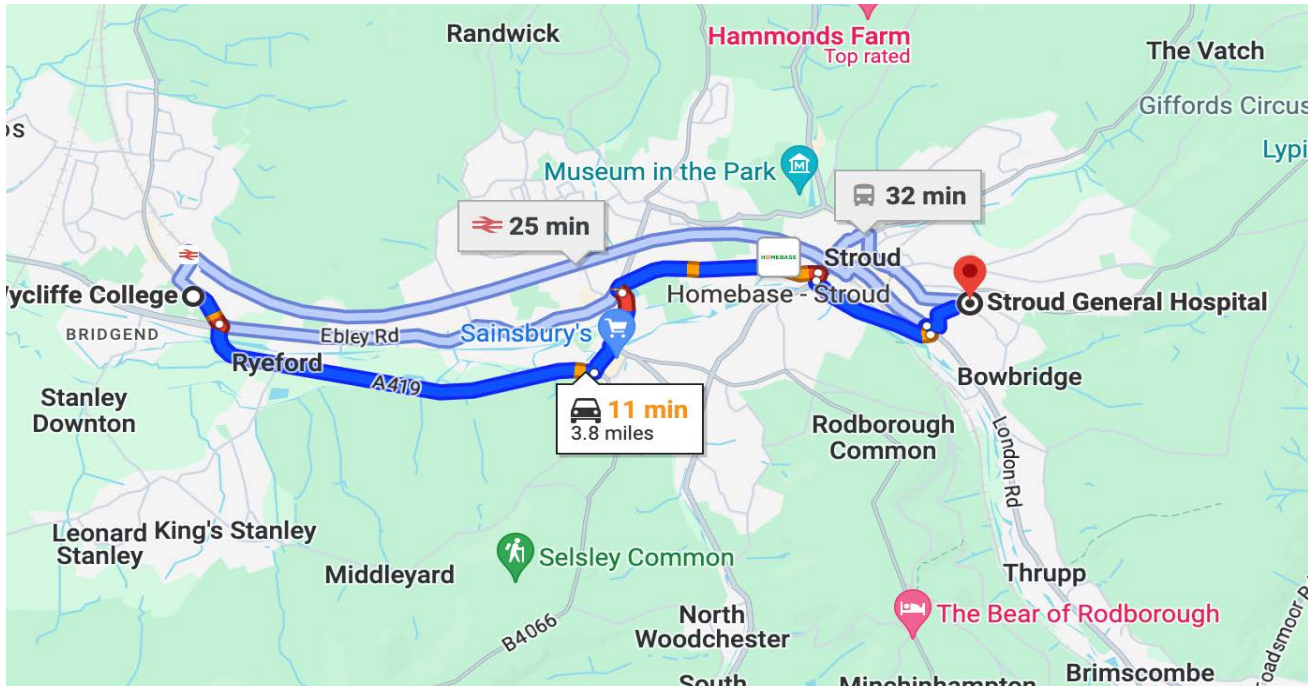 Randwick
Hammonds Farm
Top rated
The Vatch
Giffords Circus
Museum in the Park
32 min
25 min
HOMEBASE
Stroud
Homebase - Stroud
Stroud General Hospital
BRIDGEND
Ebley Rd
Sainsbury's
Ryeford
A419
Bowbridge
11 min
3.8 miles
Stanley
Downton
Rodborough
Common
London Rd
Leonard
Stanley
King's Stanley
Selsley Common
Middleyard
Thrupp
B4066
North
Woodchester
The Bear of Rodborough
Brimscombe